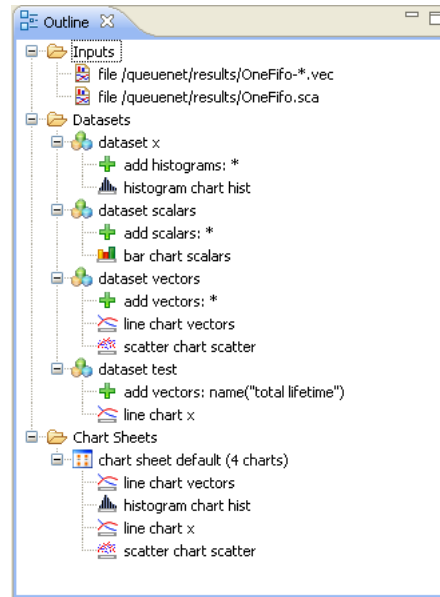 Outline
Inputs
file /queuenet/results/OneFifo-*.vec
file /queuenet/results/OneFifo.sca
Datasets
dataset x
add histograms: *
histogram chart hist
dataset scalars
add scalars: *
bar chart scalars
dataset vectors
add vectors: *
line chart vectors
scatter chart scatter
dataset test
add vectors: name("total lifetime")
line chart x
Chart Sheets
chart sheet default (4 charts)
line chart vectors
histogram chart hist
line chart x
scatter chart scatter